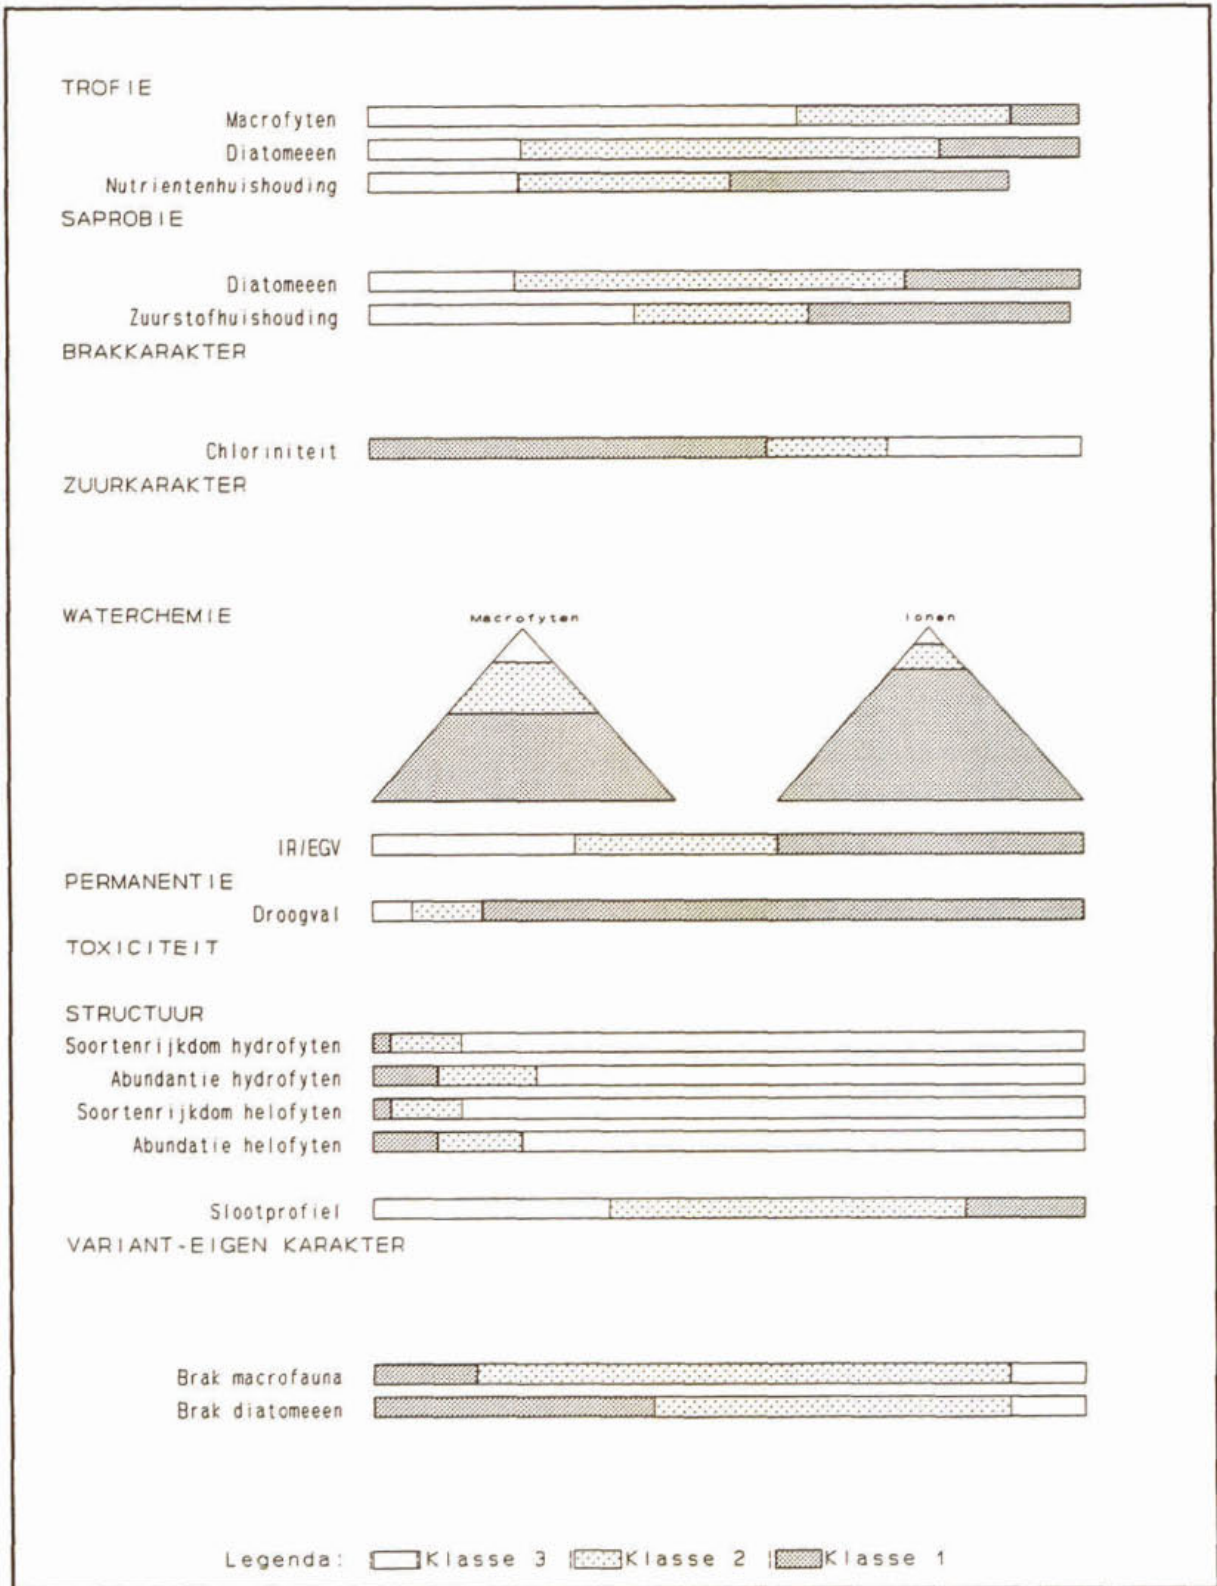 TROFIE
Macrofyten
Diatomeeen
Nutrientenhuishouding
SAPROBIE
Diatomeeen
Zuurstofhuishouding
BRAKKARAKTER
Chloriniteit
ZUURKARAKTER
WATERCHEMIE Macrofyten Ionen
IR/EGV
PERMANENTIE
Droogval
TOXICITEIT
STRUCTUUR
Soortenrijkdom hydrofyten
Abundantie hydrofyten
Soortenrijkdom helofyten
Abundatie helofyten
Slootprofiel
VARIANT-EIGEN KARAKTER
Brak macrofauna
Brak diatomeeen
Legenda: Klasse 3 Klasse 2 Klasse 1